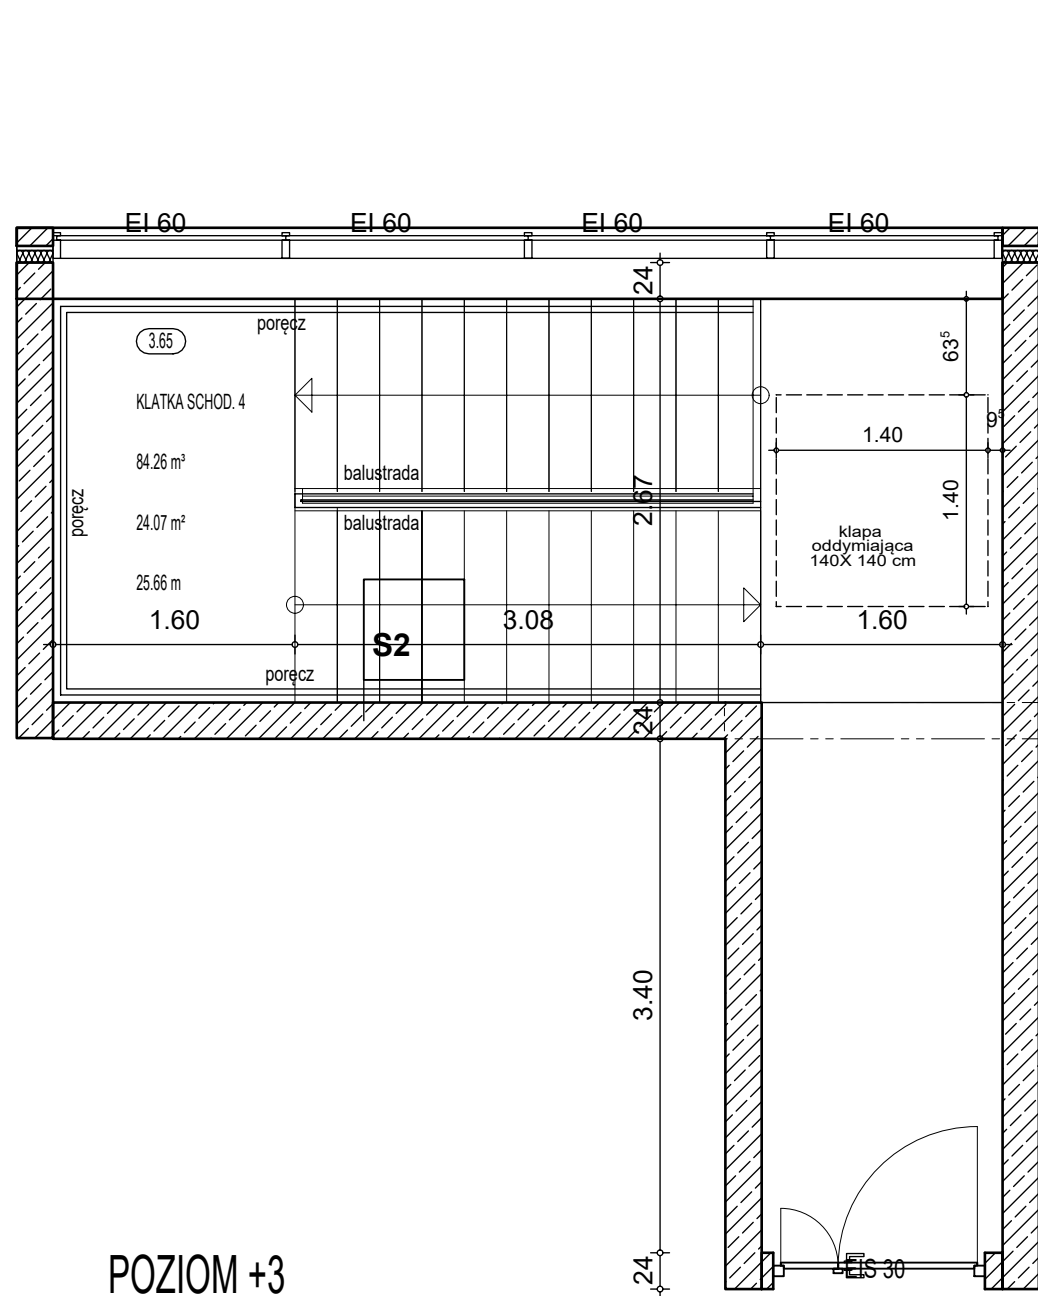 EI 60 EI 60 EI 60 EI 60
24
poręcz
3.65
63⁵
KLATKA SCHOD. 4
9⁵
1.40
84.26 m³
balustrada
2.67
1.40
poręcz
24.07 m²
balustrada
klapa
oddymiająca
140X 140 cm
25.66 m
1.60 3.08 1.60
S2
poręcz
24
3.40
24
EIS 30
POZIOM +3